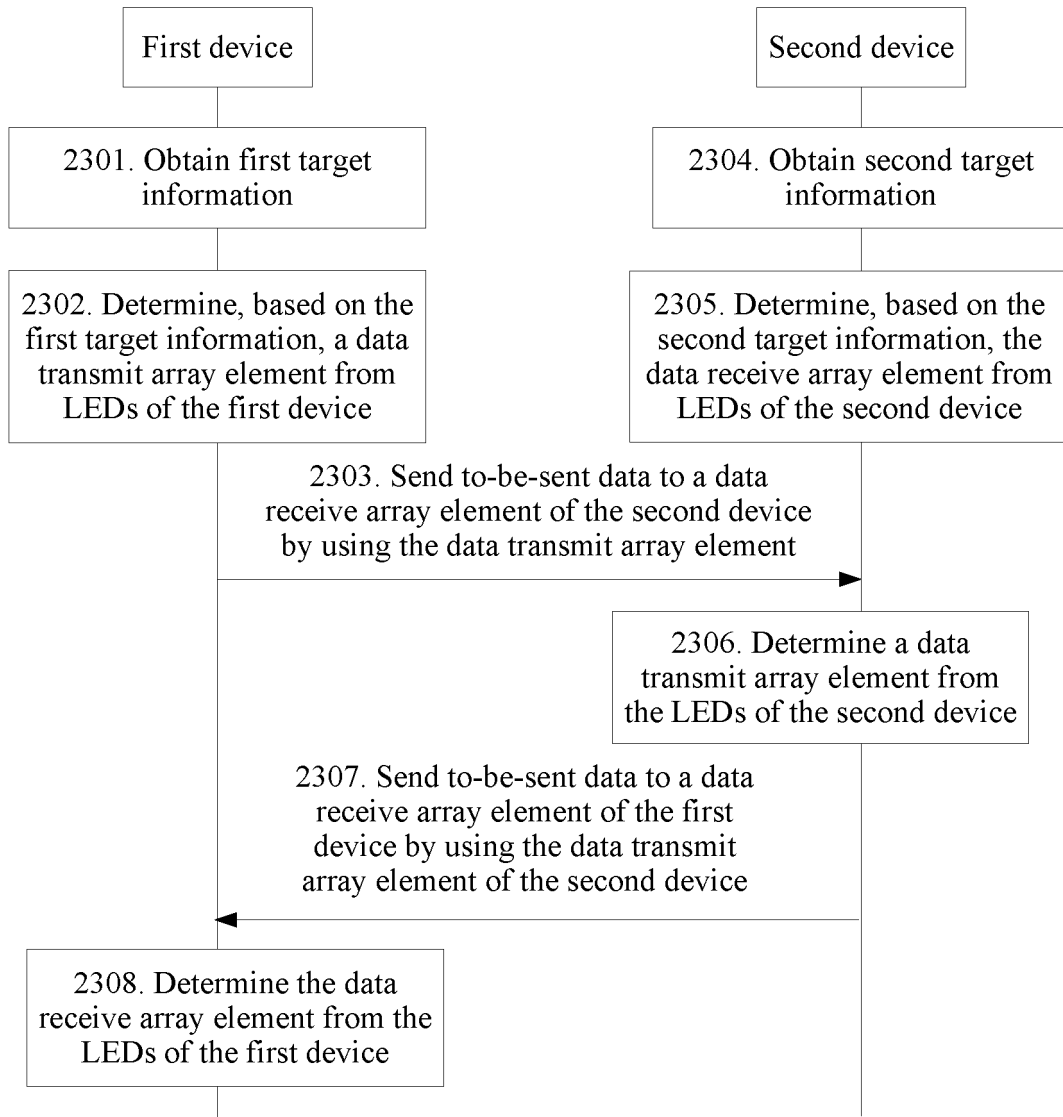 First device
Second device
2301. Obtain first target
information
2304. Obtain second target
information
2302. Determine, based on the
first target information, a data
transmit array element from
LEDs of the first device
2305. Determine, based on the
second target information, the
data receive array element from
LEDs of the second device
2303. Send to-be-sent data to a data
receive array element of the second device
by using the data transmit array element
2306. Determine a data
transmit array element from
the LEDs of the second device
2307. Send to-be-sent data to a data
receive array element of the first
device by using the data transmit
array element of the second device
2308. Determine the data
receive array element from the
LEDs of the first device